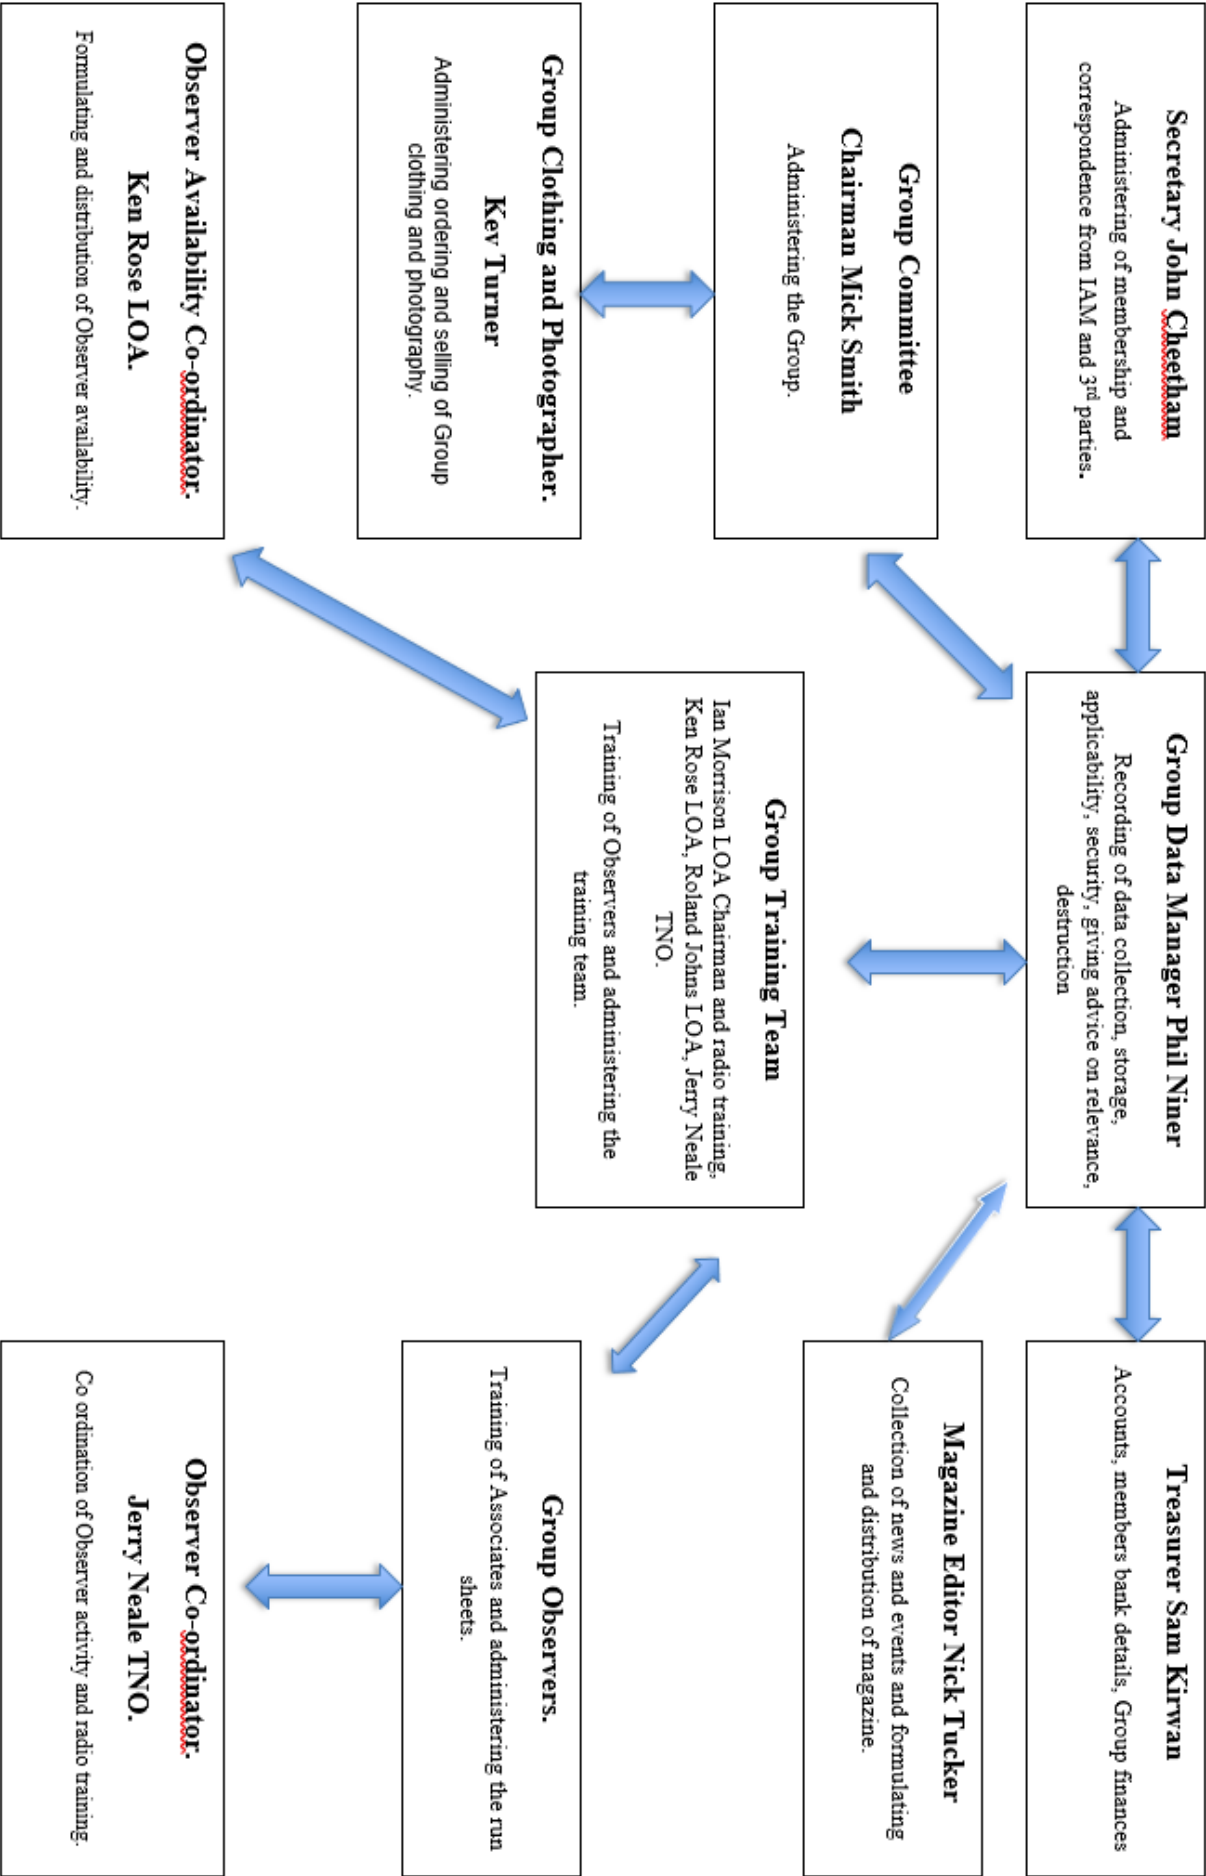 Secretary John Cheetham
Administering of membership and
correspondence from IAM and 3rd parties.
Group Data Manager Phil Niner
Recording of data collection, storage,
applicability, security, giving advice on relevance,
destruction
Treasurer Sam Kirwan
Accounts, members bank details, Group finances
Group Committee
Chairman Mick Smith
Administering the Group.
Magazine Editor Nick Tucker
Collection of news and events and formulating
and distribution of magazine.
Group Training Team
Ian Morrison LOA Chairman and radio training,
Ken Rose LOA, Roland Johns LOA, Jerry Neale
TNO.
Training of Observers and administering the
training team.
Group Clothing and Photographer.
Kev Turner
Administering ordering and selling of Group
clothing and photography.
Group Observers.
Training of Associates and administering the run
sheets.
Observer Availability Co-ordinator.
Ken Rose LOA.
Formulating and distribution of Observer availability.
Observer Co-ordinator.
Jerry Neale TNO.
Co ordination of Observer activity and radio training.